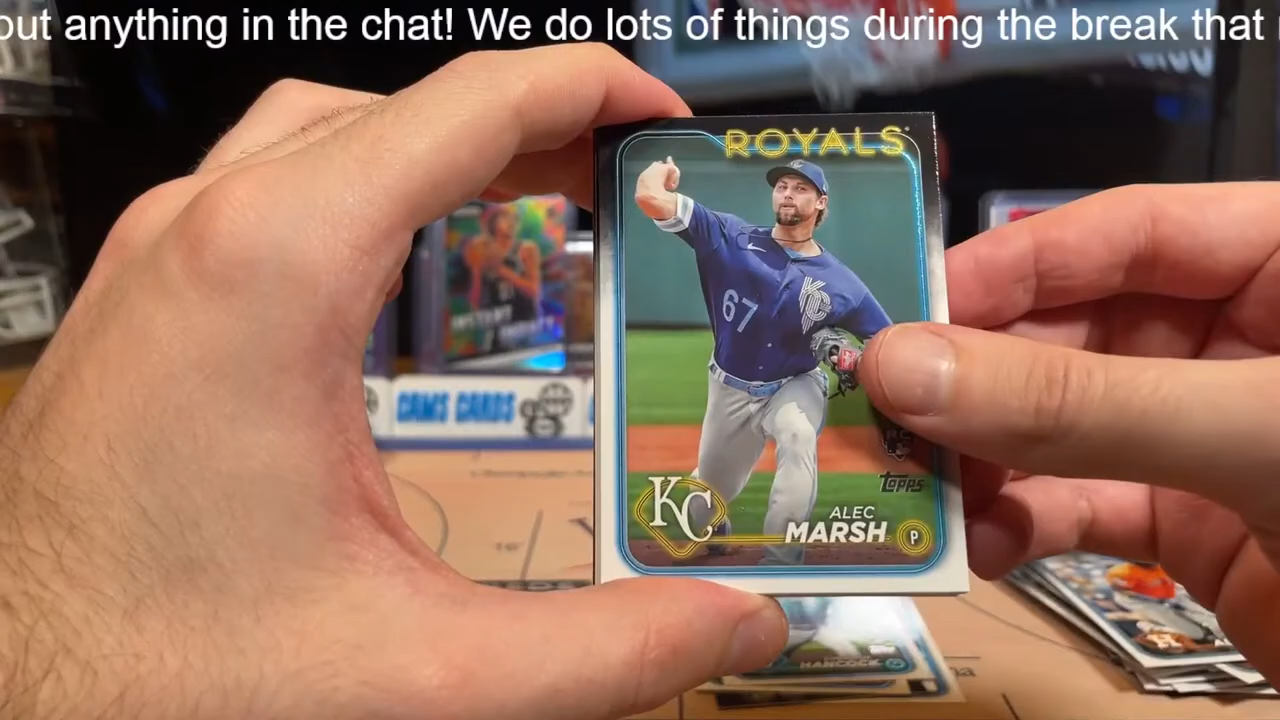 out anything in the chat! We do lots of things during the break that
ROYALS
67
KC
RC
Topps
KC
ALEC
MARSH
P
CAMS CARDS
HANCOCK